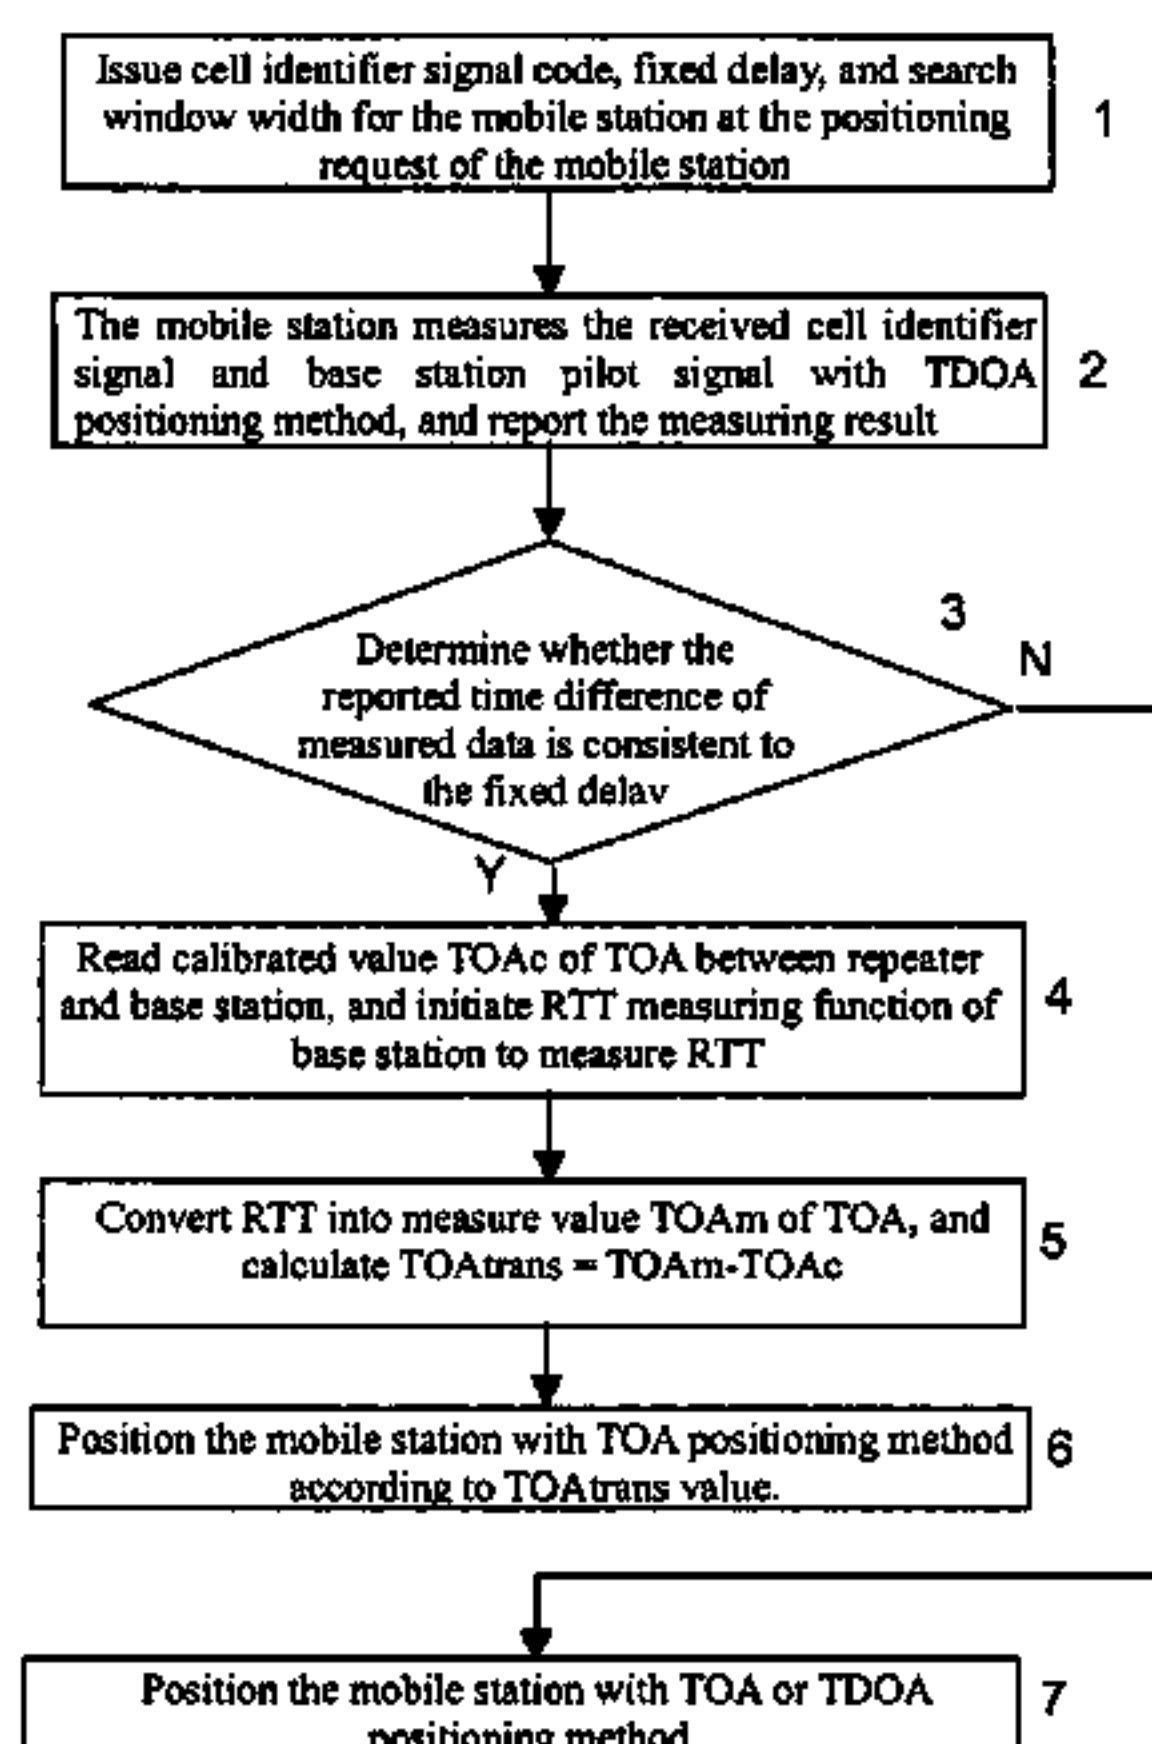 Issue cell identifier signal code, fixed delay, and search
window width for the mobile station at the positioning
request of the mobile station
1
The mobile station measures the received cell identifier
signal and base station pilot signal with TDOA
positioning method, and report the measuring result
2
3
N
Determine whether the
reported time difference of
measured data is consistent to
the fixed delay
Y
Read calibrated value TOAc of TOA between repeater
and base station, and initiate RTT measuring function of
base station to measure RTT
4
Convert RTT into measure value TOAm of TOA, and
calculate TOAtrans = TOAm-TOAc
5
Position the mobile station with TOA positioning method
according to TOAtrans value.
6
Position the mobile station with TOA or TDOA
positioning method
7